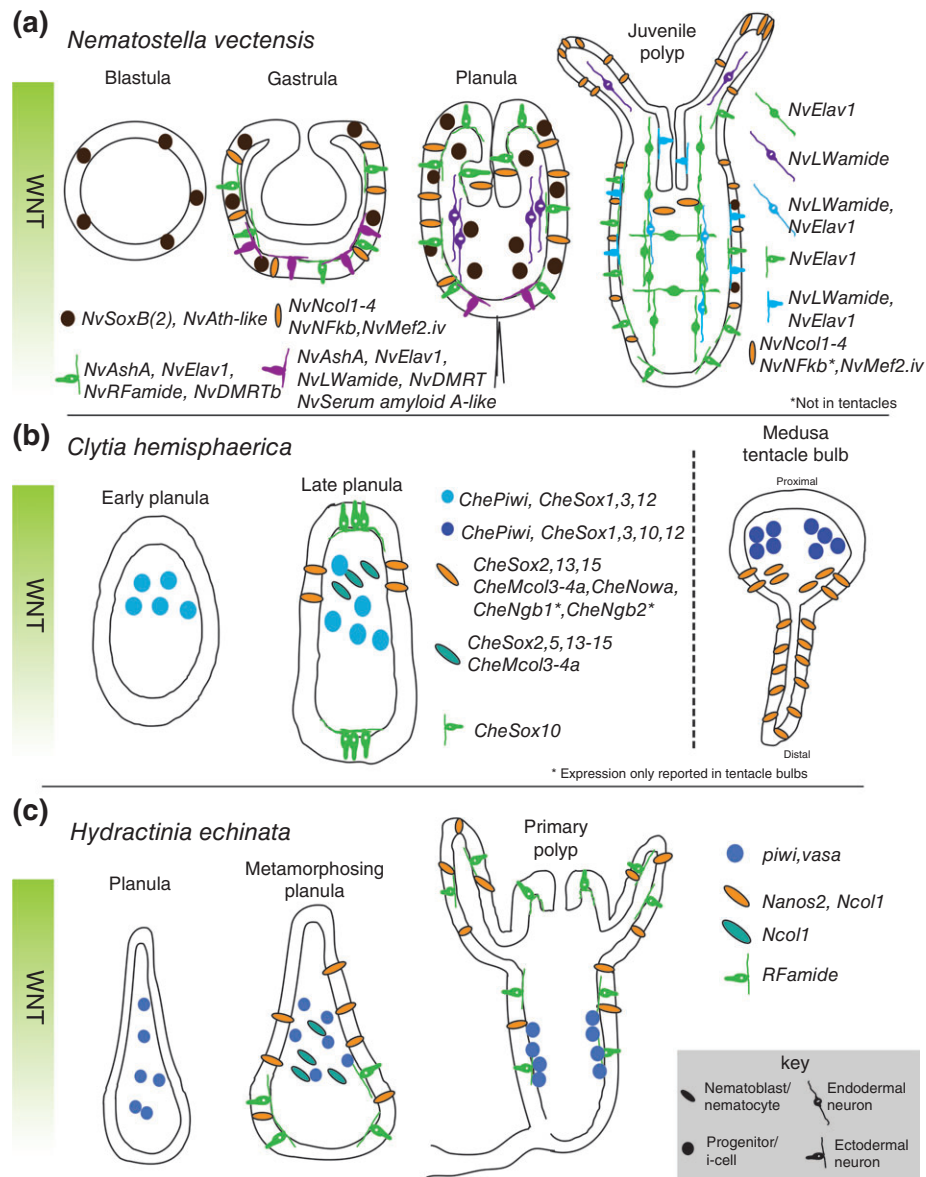 (a)
Nematostella vectensis
WNT
Blastula
Gastrula
Planula
Juvenile
polyp
NvElav1
NvLWamide
NvLWamide,
NvElav1
NvElav1
NvLWamide,
NvElav1
NvNcol1-4
NvNFkb*,NvMef2.iv
NvSoxB(2), NvAth-like
NvNcol1-4
NvNFkb,NvMef2.iv
NvAshA, NvElav1,
NvRFamide, NvDMRTb
NvAshA, NvElav1,
NvLWamide, NvDMRT
NvSerum amyloid A-like
*Not in tentacles
(b)
Clytia hemisphaerica
WNT
Early planula
Late planula
ChePiwi, CheSox1,3,12
ChePiwi, CheSox1,3,10,12
CheSox2,13,15
CheMcol3-4a,CheNowa,
CheNgb1*,CheNgb2*
CheSox2,5,13-15
CheMcol3-4a
CheSox10
Medusa
tentacle bulb
Proximal
Distal
* Expression only reported in tentacle bulbs
(c)
Hydractinia echinata
WNT
Planula
Metamorphosing
planula
Primary
polyp
piwi,vasa
Nanos2, Ncol1
Ncol1
RFamide
key
Nematoblast/
nematocyte
Endodermal
neuron
Progenitor/
i-cell
Ectodermal
neuron